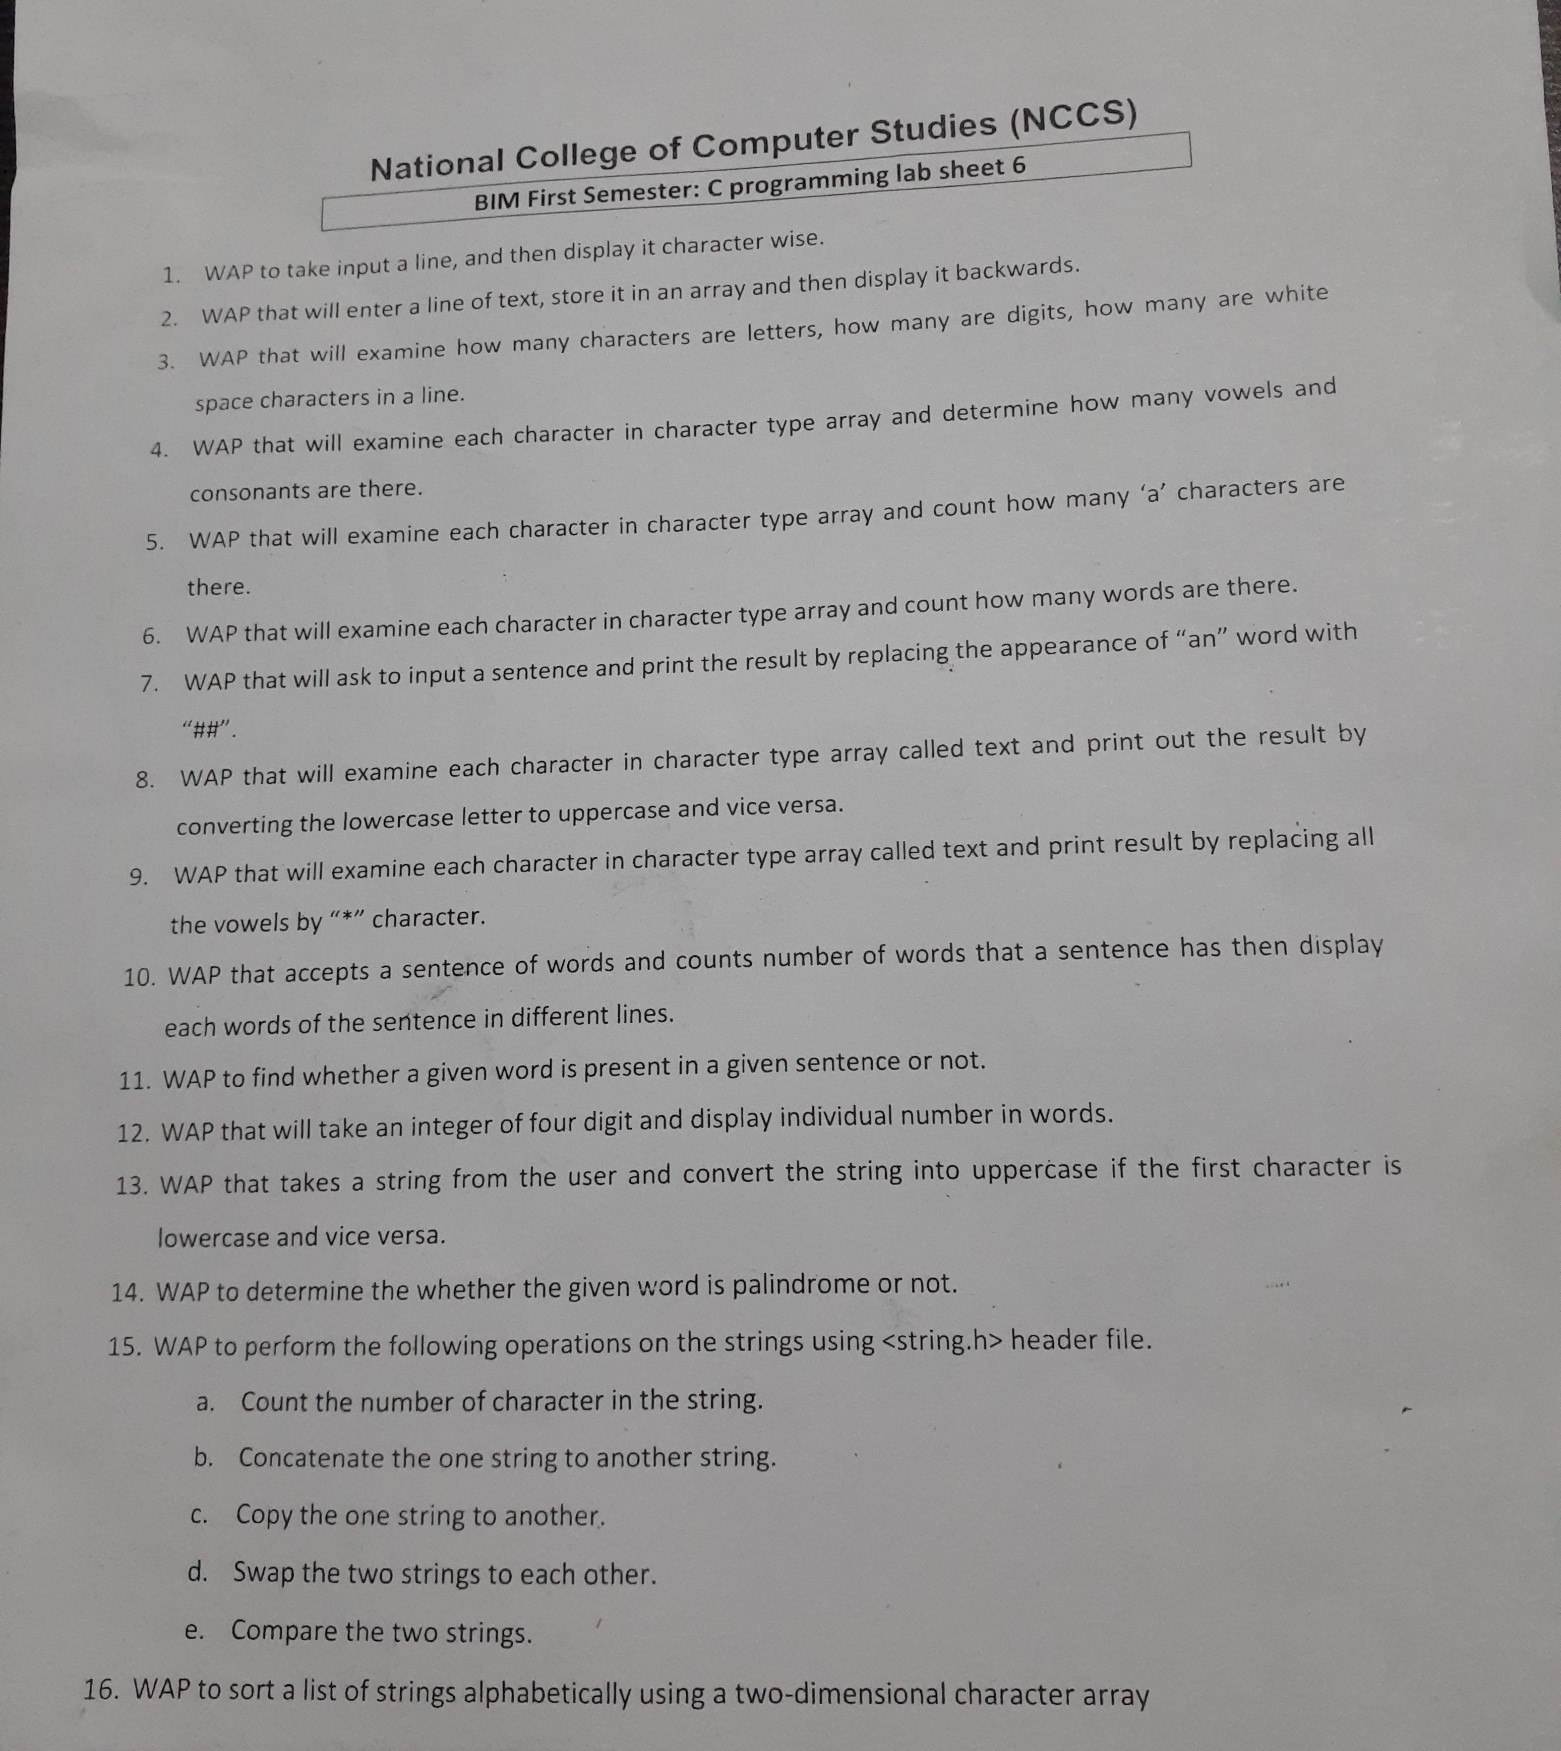 National College of Computer Studies (NCCS)
BIM First Semester: C programming lab sheet 6
1. WAP to take input a line, and then display it character wise.
2. WAP that will enter a line of text, store it in an array and then display it backwards.
3. WAP that will examine how many characters are letters, how many are digits, how many are white
space characters in a line.
4. WAP that will examine each character in character type array and determine how many vowels and
consonants are there.
5. WAP that will examine each character in character type array and count how many ‘a’ characters are
there.
6. WAP that will examine each character in character type array and count how many words are there.
7. WAP that will ask to input a sentence and print the result by replacing the appearance of “an” word with
“##”.
8. WAP that will examine each character in character type array called text and print out the result by
converting the lowercase letter to uppercase and vice versa.
9. WAP that will examine each character in character type array called text and print result by replacing all
the vowels by “*” character.
10. WAP that accepts a sentence of words and counts number of words that a sentence has then display
each words of the sentence in different lines.
11. WAP to find whether a given word is present in a given sentence or not.
12. WAP that will take an integer of four digit and display individual number in words.
13. WAP that takes a string from the user and convert the string into uppercase if the first character is
lowercase and vice versa.
14. WAP to determine the whether the given word is palindrome or not.
15. WAP to perform the following operations on the strings using <string.h> header file.
a. Count the number of character in the string.
b. Concatenate the one string to another string.
c. Copy the one string to another.
d. Swap the two strings to each other.
e. Compare the two strings.
16. WAP to sort a list of strings alphabetically using a two-dimensional character array